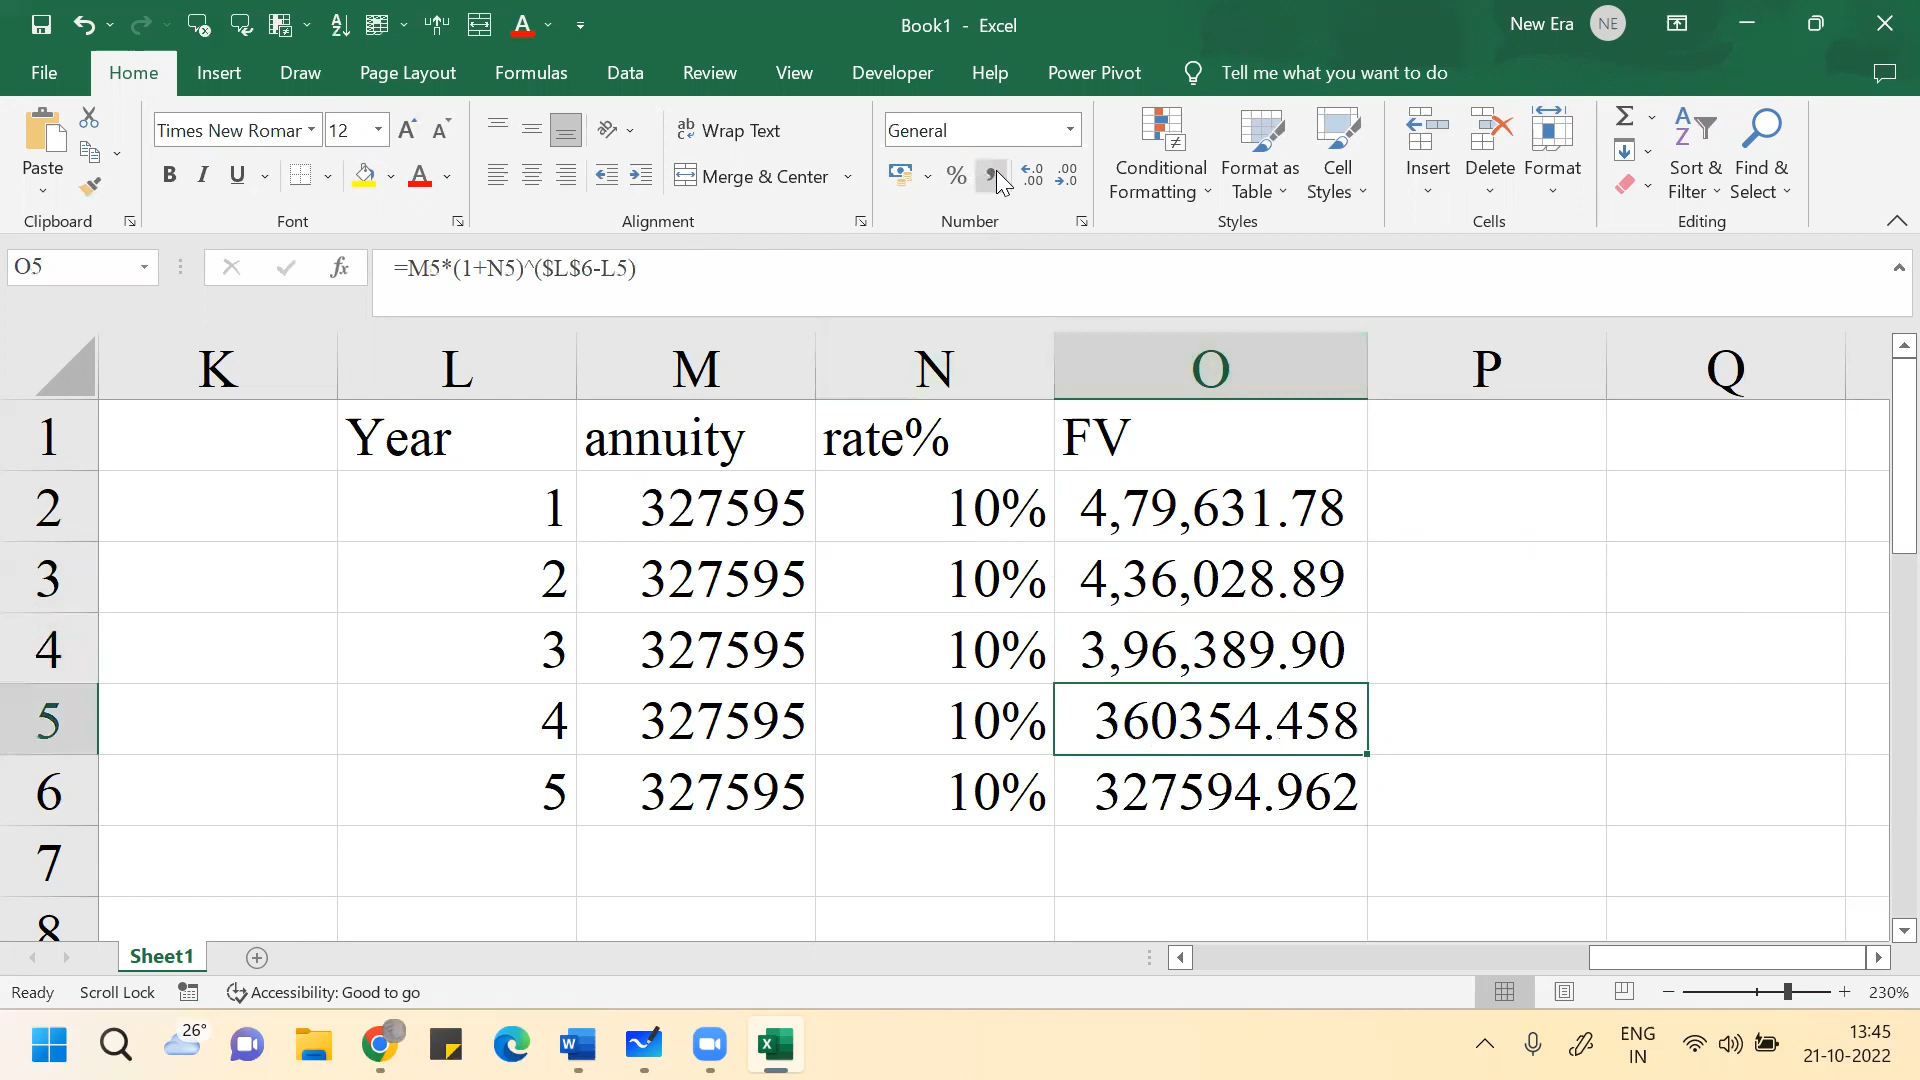 Book1 - Excel
New Era NE
File Home Insert Draw Page Layout Formulas Data Review View Developer Help Power Pivot Tell me what you want to do
Paste
Clipboard
Times New Romar 12
B I U
Font
Wrap Text
Merge & Center
Alignment
General
%
Number
Conditional Formatting
Format as Table
Cell Styles
Styles
Insert
Delete
Format
Cells
Sort & Filter
Find & Select
Editing
O5
fx
=M5*(1+N5)^($L$6-L5)
K L M N O P Q
1 Year annuity rate% FV
2 1 327595 10% 4,79,631.78
3 2 327595 10% 4,36,028.89
4 3 327595 10% 3,96,389.90
5 4 327595 10% 360354.458
6 5 327595 10% 327594.962
7
8
Sheet1
Ready Scroll Lock Accessibility: Good to go 230%
26°
ENG
IN
13:45
21-10-2022